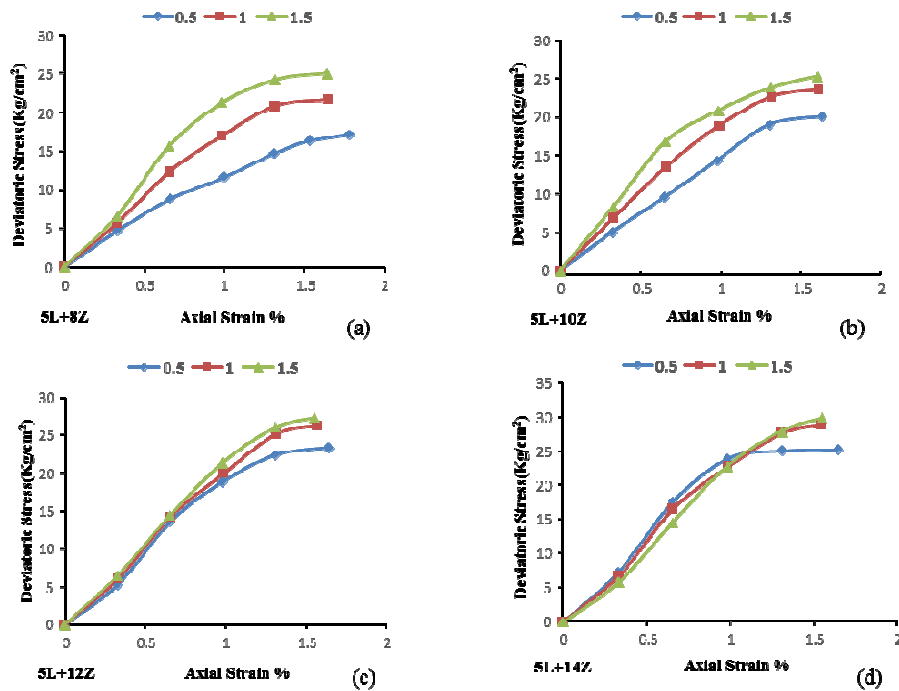 0.5 1 1.5
30
25
20
15
10
5
0
Deviatoric Stress(Kg/cm²)
0 0.5 1 1.5 2
5L+8Z Axial Strain % (a)
0.5 1 1.5
30
25
20
15
10
5
0
Deviatoric Stress(Kg/cm²)
0 0.5 1 1.5 2
5L+10Z Axial Strain % (b)
0.5 1 1.5
30
25
20
15
10
5
0
Deviatoric Stress(Kg/cm²)
0 0.5 1 1.5 2
5L+12Z Axial Strain % (c)
0.5 1 1.5
35
30
25
20
15
10
5
0
Deviatoric Stress(Kg/cm²)
0 0.5 1 1.5 2
5L+14Z Axial Strain % (d)